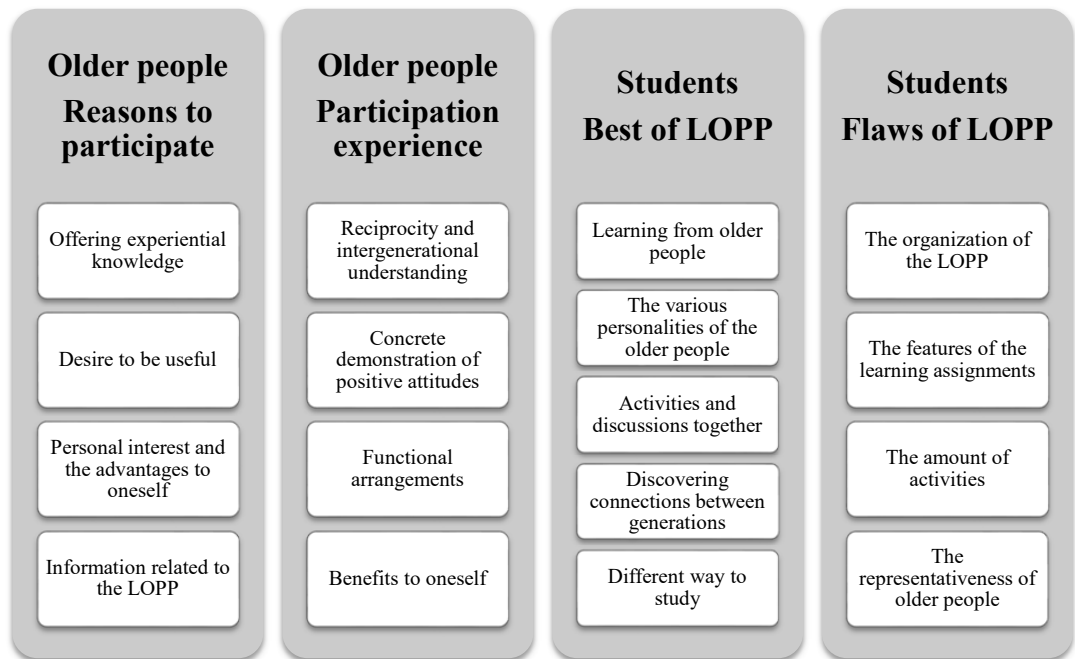 Older people
Reasons to
participate
Offering experiential
knowledge
Desire to be useful
Personal interest and
the advantages to
oneself
Information related to
the LOPP
Older people
Participation
experience
Reciprocity and
intergenerational
understanding
Concrete
demonstration of
positive attitudes
Functional
arrangements
Benefits to oneself
Students
Best of LOPP
Learning from older
people
The various
personalities of the
older people
Activities and
discussions together
Discovering
connections between
generations
Different way to
study
Students
Flaws of LOPP
The organization of
the LOPP
The features of the
learning assignments
The amount of
activities
The
representativeness of
older people